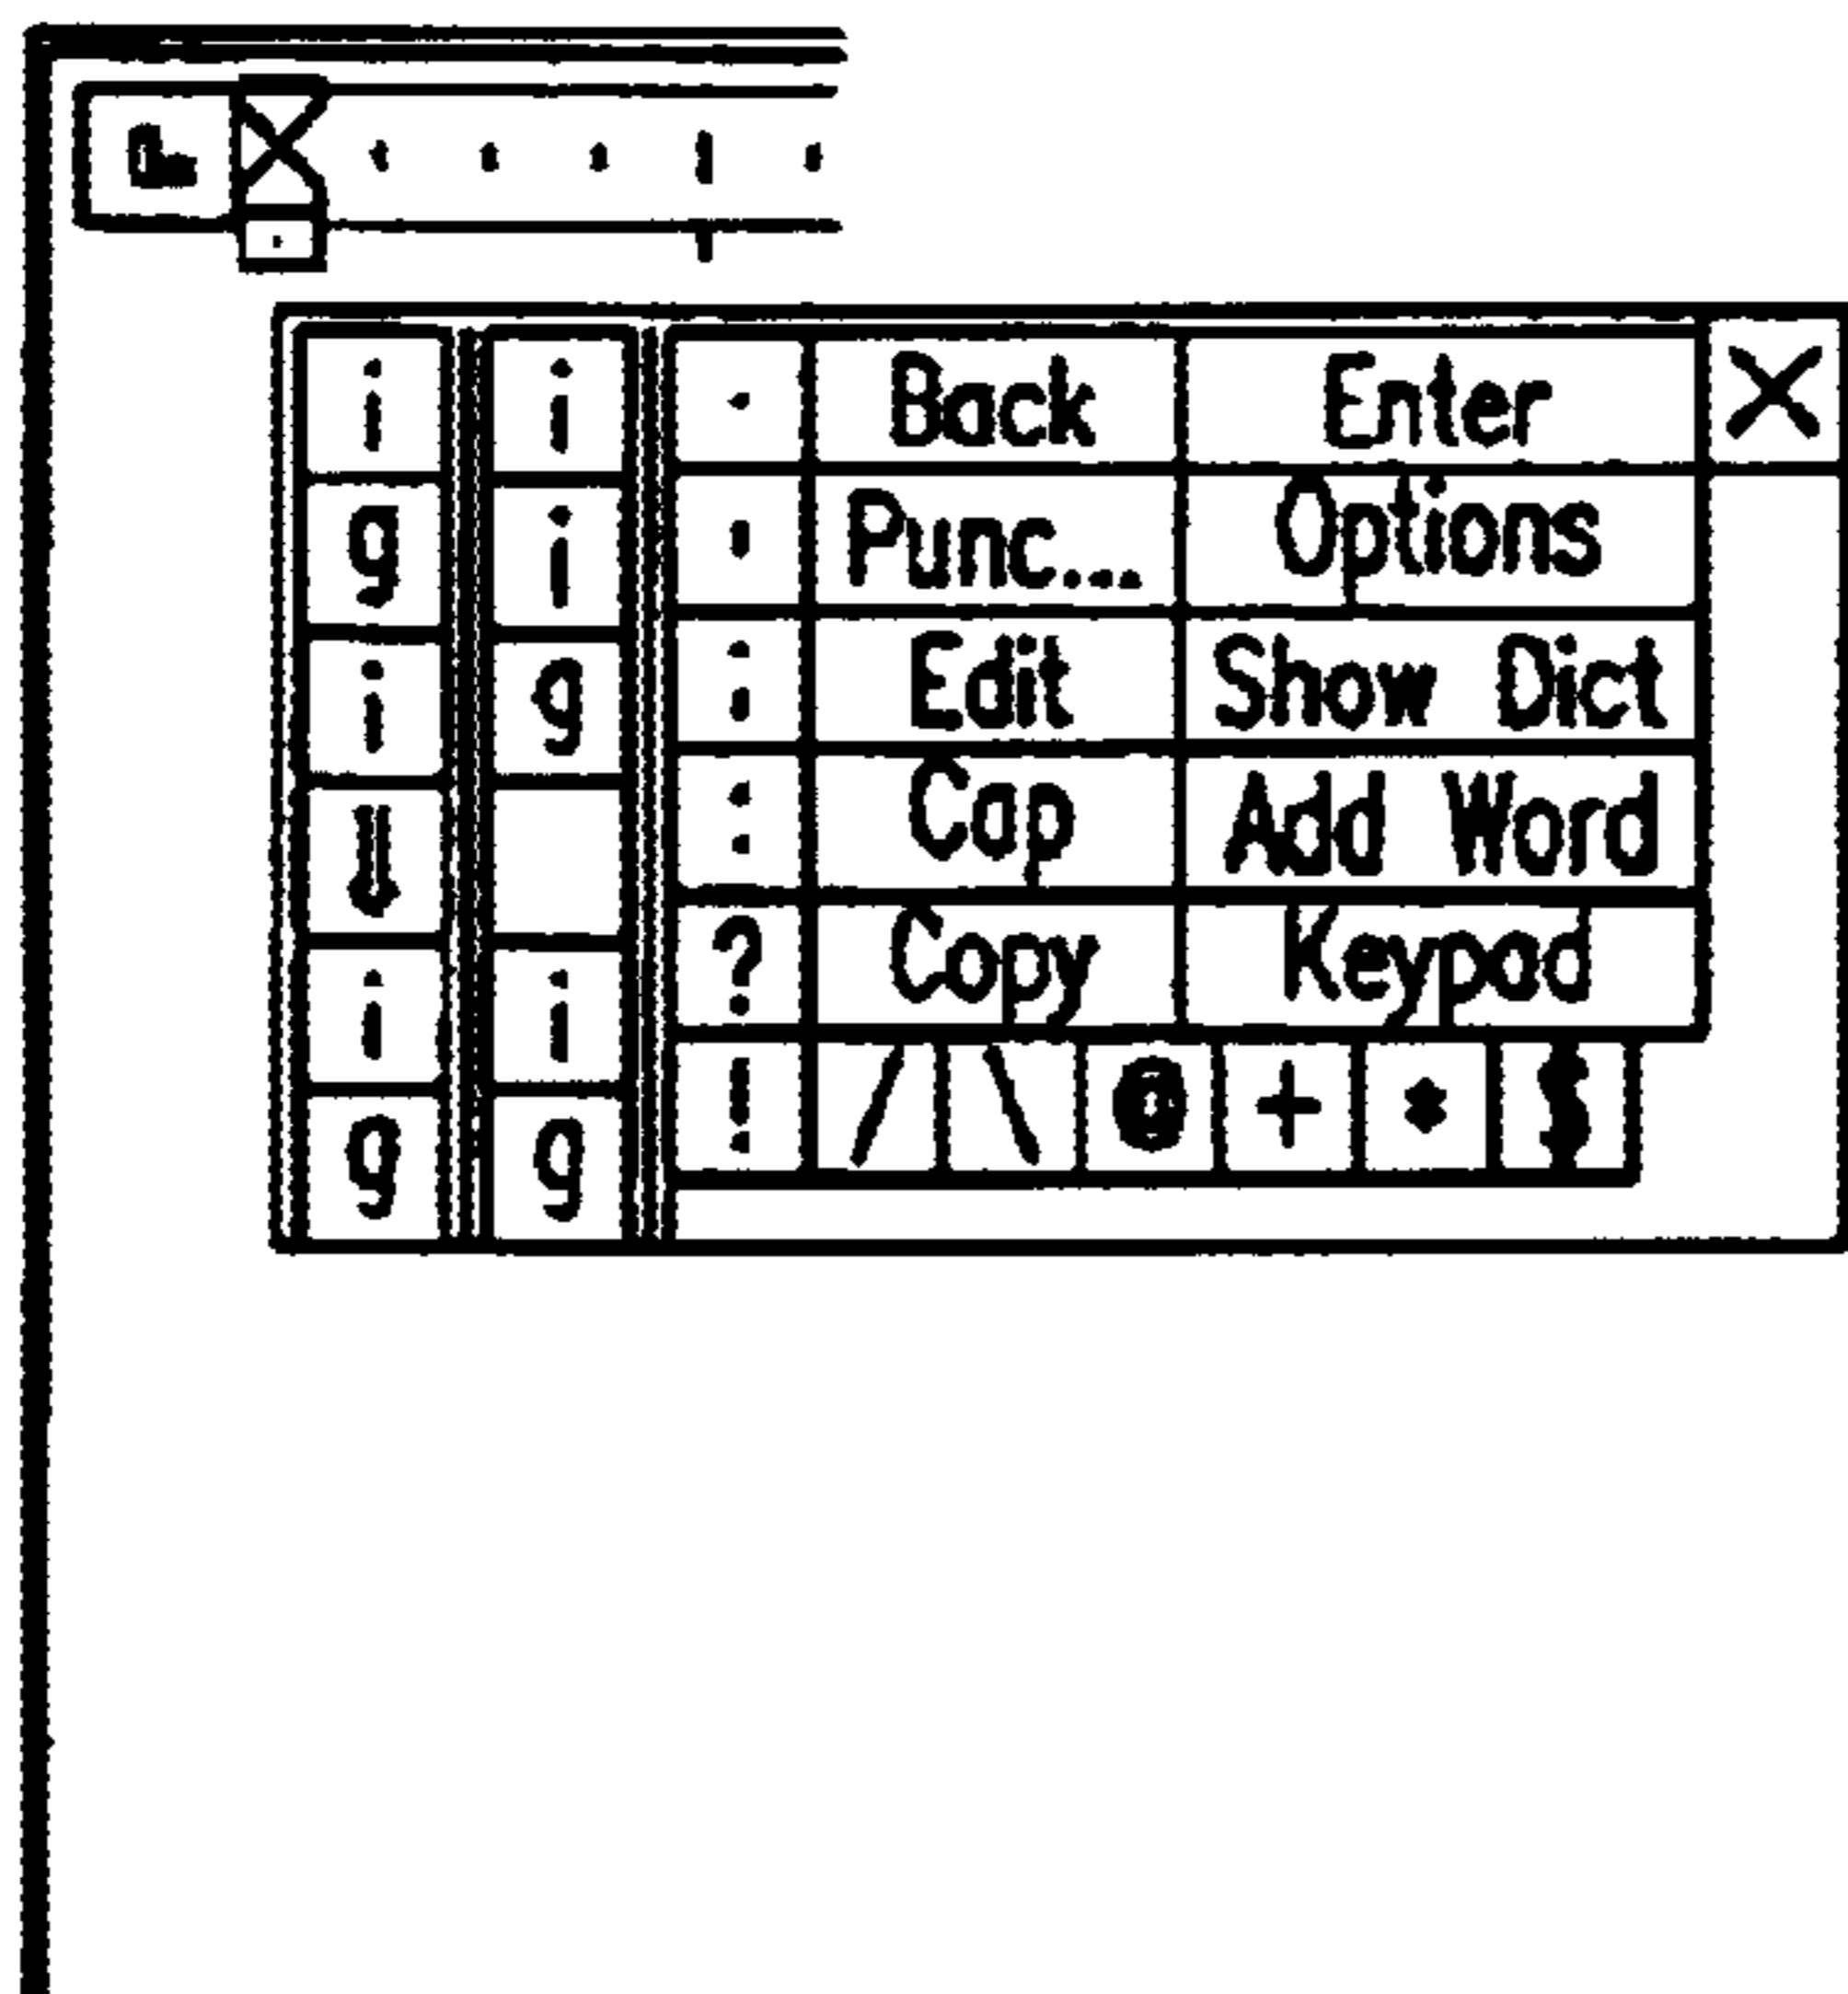 i i . Back Enter X
g i Punc... Options
i g Edit Show Dict
Cap Add Word
i i ? Copy Keypad
g g ! / \ @ + $